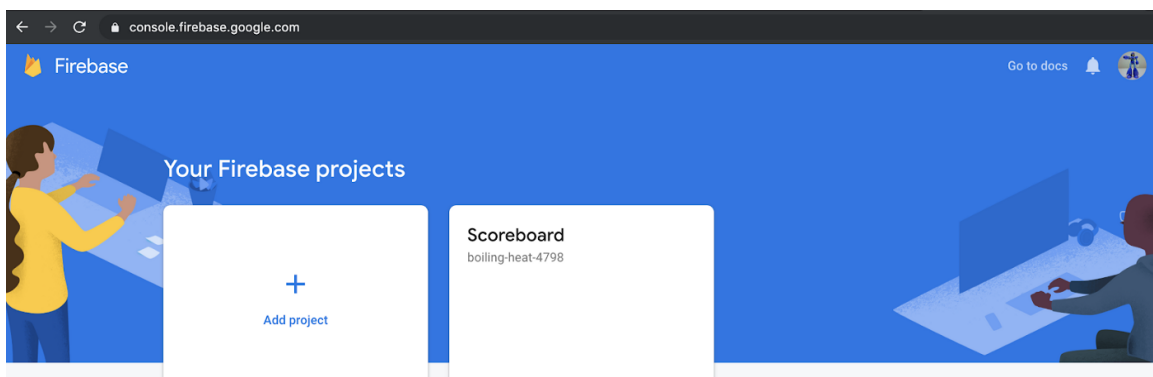 console.firebase.google.com
Firebase
Go to docs
Your Firebase projects
Add project
Scoreboard
boiling-heat-4798